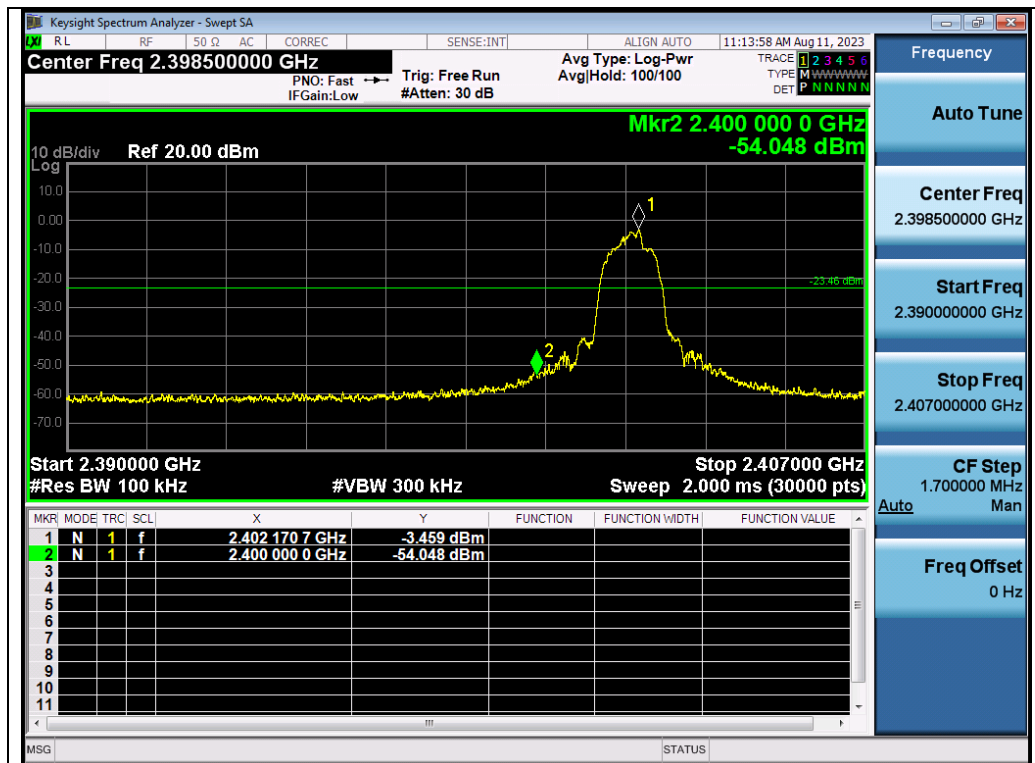 Keysight Spectrum Analyzer - Swept SA
LXI RL RF 50 Ω AC CORREC SENSE:INT ALIGN AUTO 11:13:58 AM Aug 11, 2023
Center Freq 2.398500000 GHz
PNO: Fast
IFGain:Low
Trig: Free Run
#Atten: 30 dB
Avg Type: Log-Pwr
Avg|Hold: 100/100
TRACE 1 2 3 4 5 6
TYPE M WWWWW
DET P N N N N N
Mkr2 2.400 000 0 GHz
-54.048 dBm
10 dB/div Ref 20.00 dBm
Log
10.0
0.00
-10.0
-20.0
-30.0
-40.0
-50.0
-60.0
-70.0
1
2
-23.46 dBm
Start 2.390000 GHz Stop 2.407000 GHz
#Res BW 100 kHz #VBW 300 kHz Sweep 2.000 ms (30000 pts)
MKR MODE TRC SCL X Y FUNCTION FUNCTION WIDTH FUNCTION VALUE
1 N 1 f 2.402 170 7 GHz -3.459 dBm
2 N 1 f 2.400 000 0 GHz -54.048 dBm
3
4
5
6
7
8
9
10
11
MSG STATUS
Frequency
Auto Tune
Center Freq
2.398500000 GHz
Start Freq
2.390000000 GHz
Stop Freq
2.407000000 GHz
CF Step
1.700000 MHz
Auto Man
Freq Offset
0 Hz